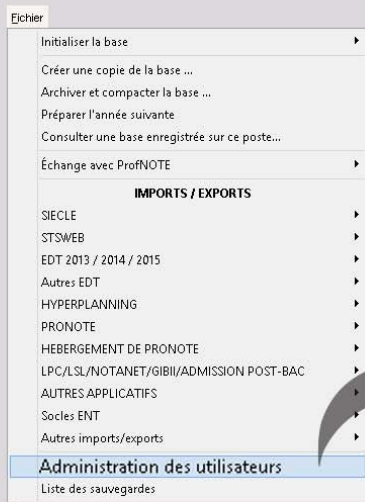 Fichier
Initialiser la base
Créer une copie de la base ...
Archiver et compacter la base ...
Préparer l'année suivante
Consulter une base enregistrée sur ce poste...
Échange avec ProfNOTE
IMPORTS / EXPORTS
SIECLE
STSWEB
EDT 2013 / 2014 / 2015
Autres EDT
HYPERPLANNING
PRONOTE
HEBERGEMENT DE PRONOTE
LPC/LSL/NOTANET/GIBII/ADMISSION POST-BAC
AUTRES APPLICATIFS
Socles ENT
Autres imports/exports
Administration des utilisateurs
Liste des sauvegardes